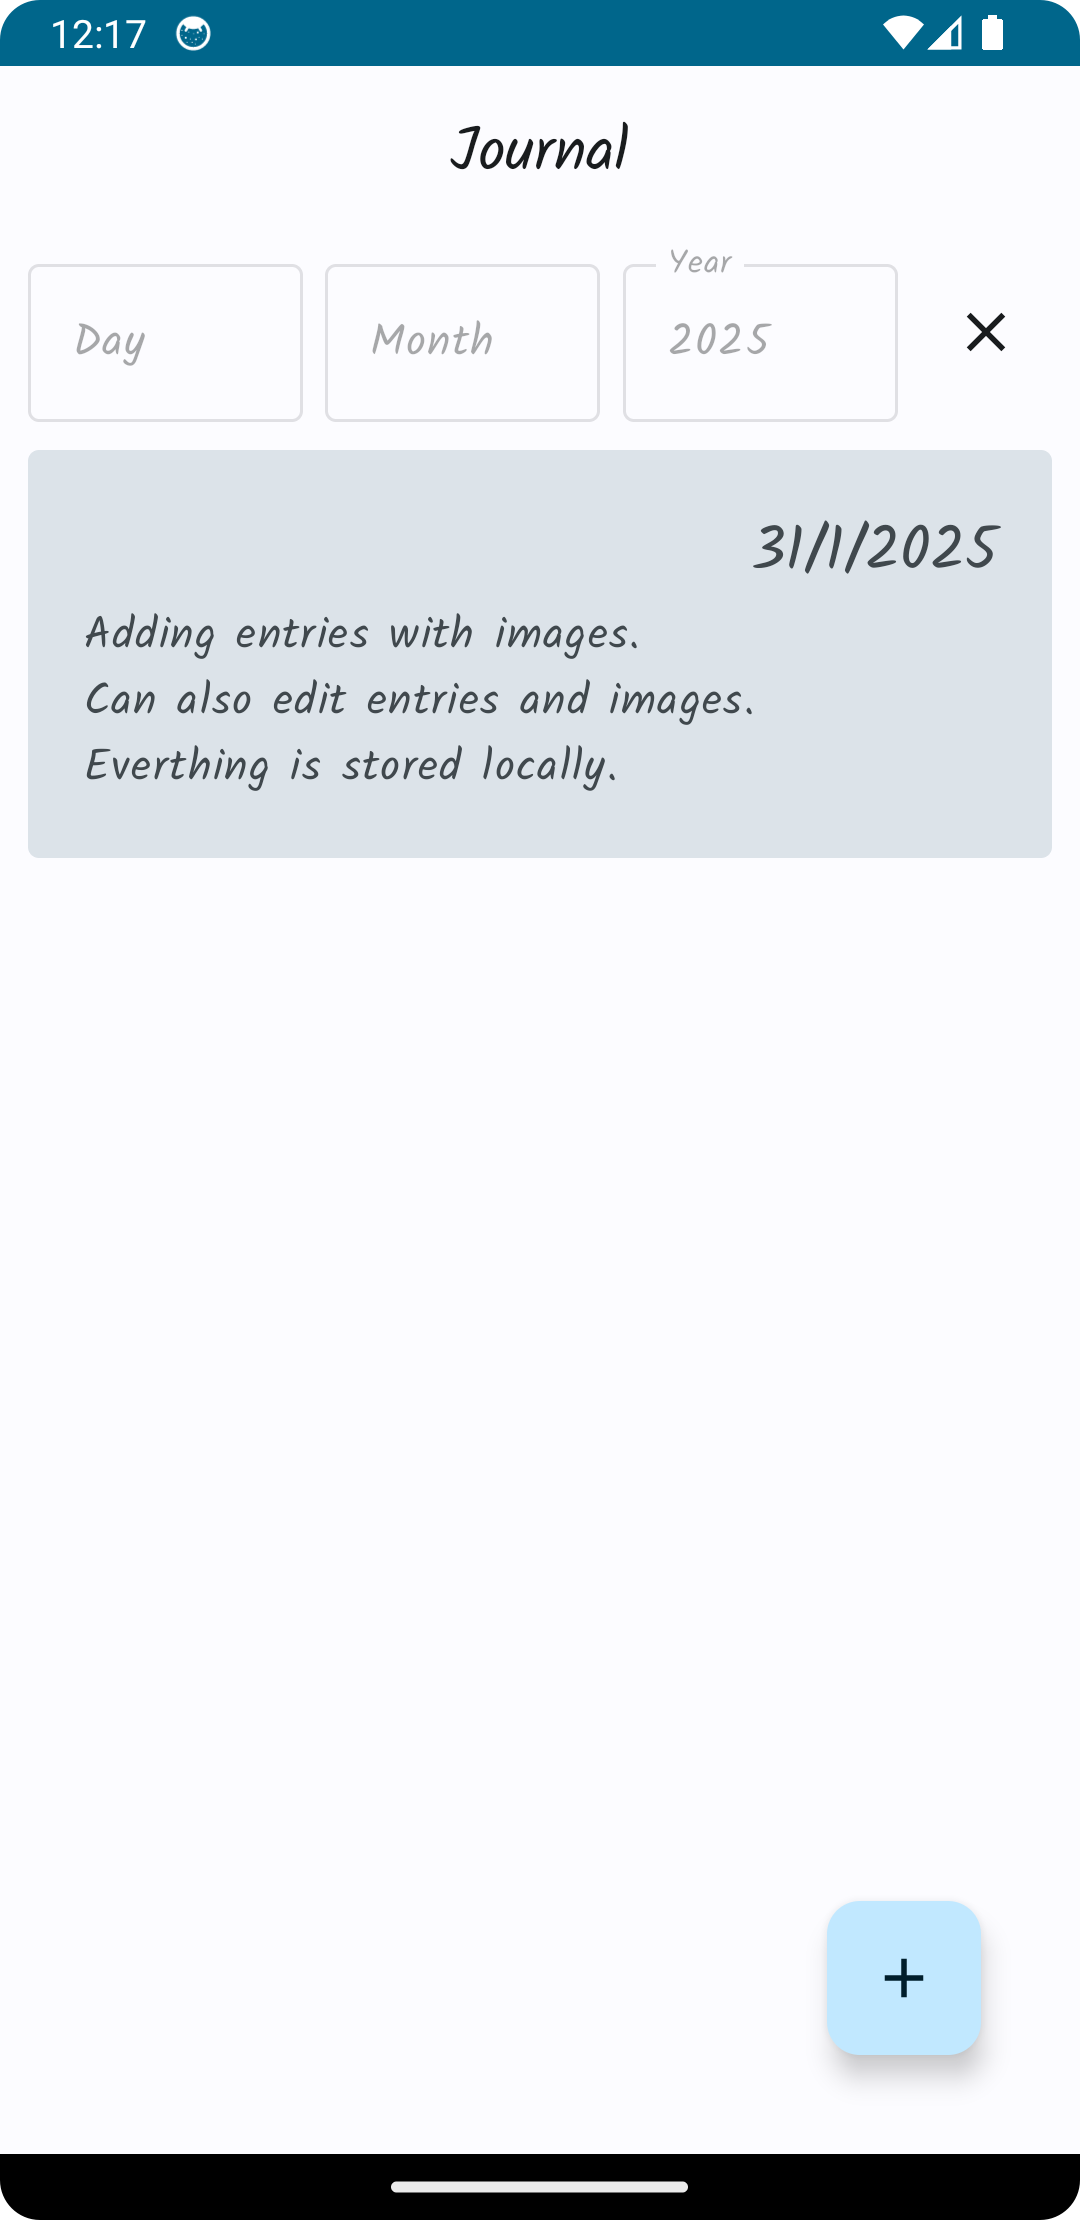 12:17
Journal
Year
Day Month 2025
31/1/2025
Adding entries with images.
Can also edit entries and images.
Everthing is stored locally.